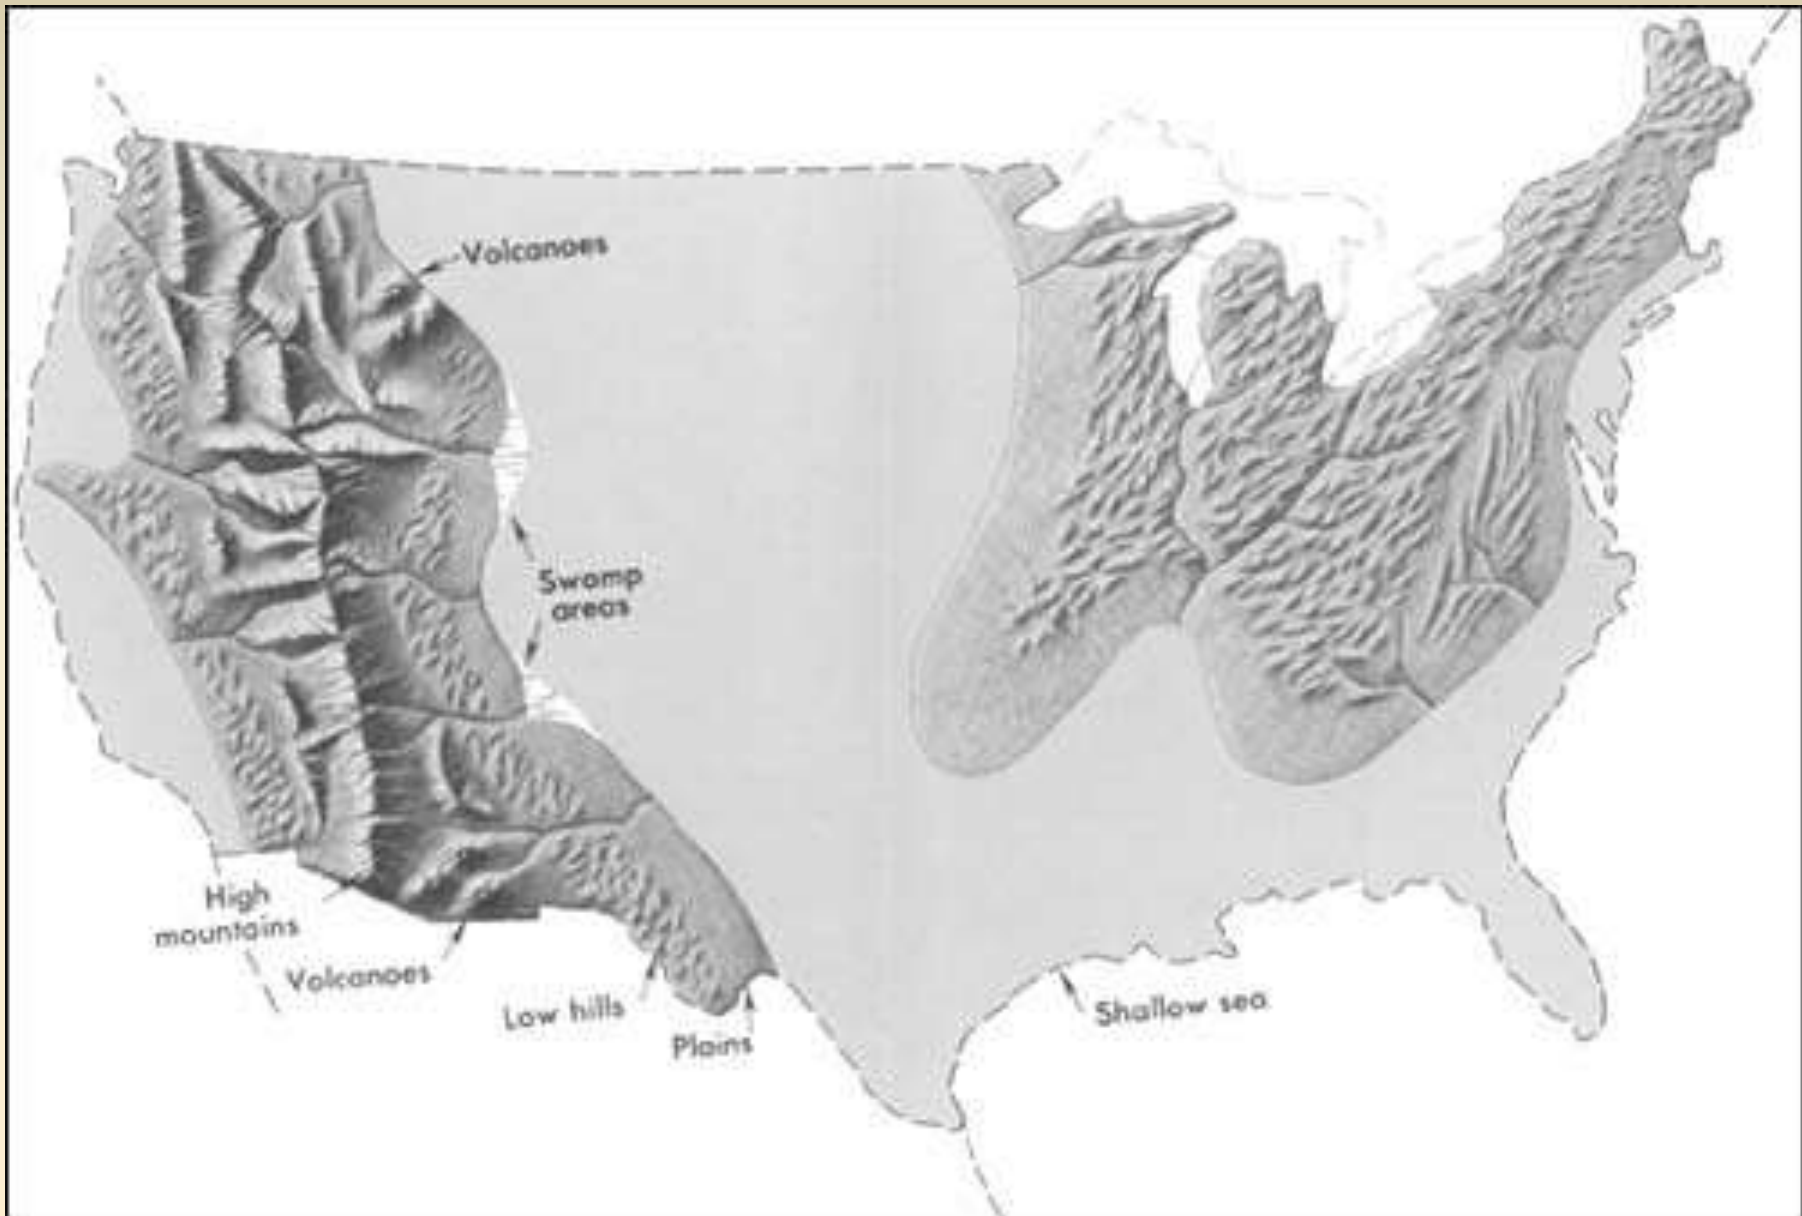 Volcanoes
Swamp
areas
High
mountains
Volcanoes
Low hills
Plains
Shallow sea